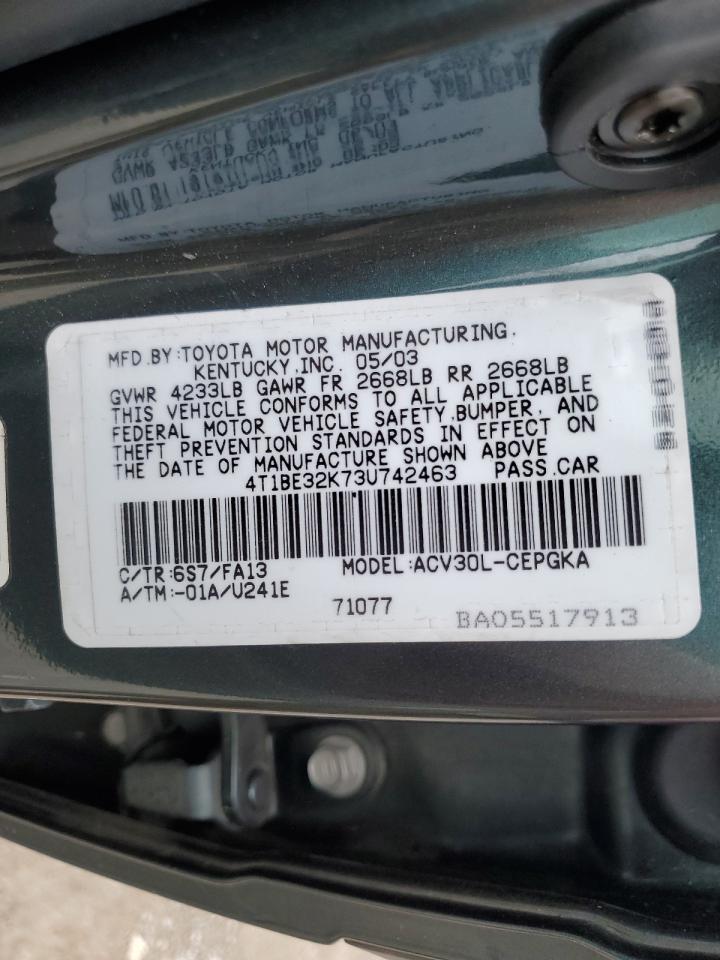 MFD.BY:TOYOTA MOTOR MANUFACTURING,
KENTUCKY,INC. 05/03
GVWR 4233LB GAWR FR 2668LB RR 2668LB
THIS VEHICLE CONFORMS TO ALL APPLICABLE
FEDERAL MOTOR VEHICLE SAFETY,BUMPER, AND
THEFT PREVENTION STANDARDS IN EFFECT ON
THE DATE OF MANUFACTURE SHOWN ABOVE
4T1BE32K73U742463 PASS.CAR
C/TR:6S7/FA13 MODEL:ACV30L-CEPGKA
A/TM:-01A/U241E
71077
BA05517913